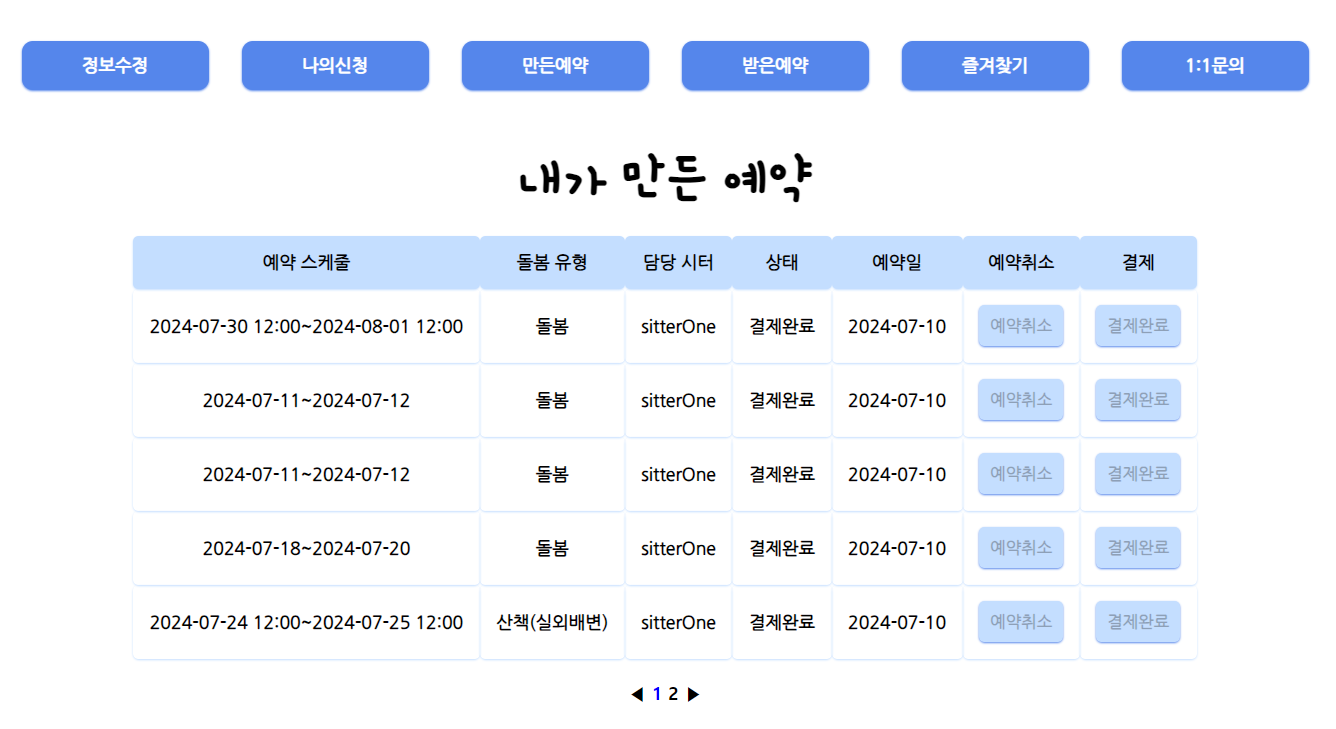 정보수정 나의신청 만든예약 받은예약 즐겨찾기 1:1문의
내가 만든 예약
예약 스케줄 돌봄 유형 담당 시터 상태 예약일 예약취소 결제
2024-07-30 12:00~2024-08-01 12:00 돌봄 sitterOne 결제완료 2024-07-10 예약취소 결제완료
2024-07-11~2024-07-12 돌봄 sitterOne 결제완료 2024-07-10 예약취소 결제완료
2024-07-11~2024-07-12 돌봄 sitterOne 결제완료 2024-07-10 예약취소 결제완료
2024-07-18~2024-07-20 돌봄 sitterOne 결제완료 2024-07-10 예약취소 결제완료
2024-07-24 12:00~2024-07-25 12:00 산책(실외배변) sitterOne 결제완료 2024-07-10 예약취소 결제완료
◀ 1 2 ▶